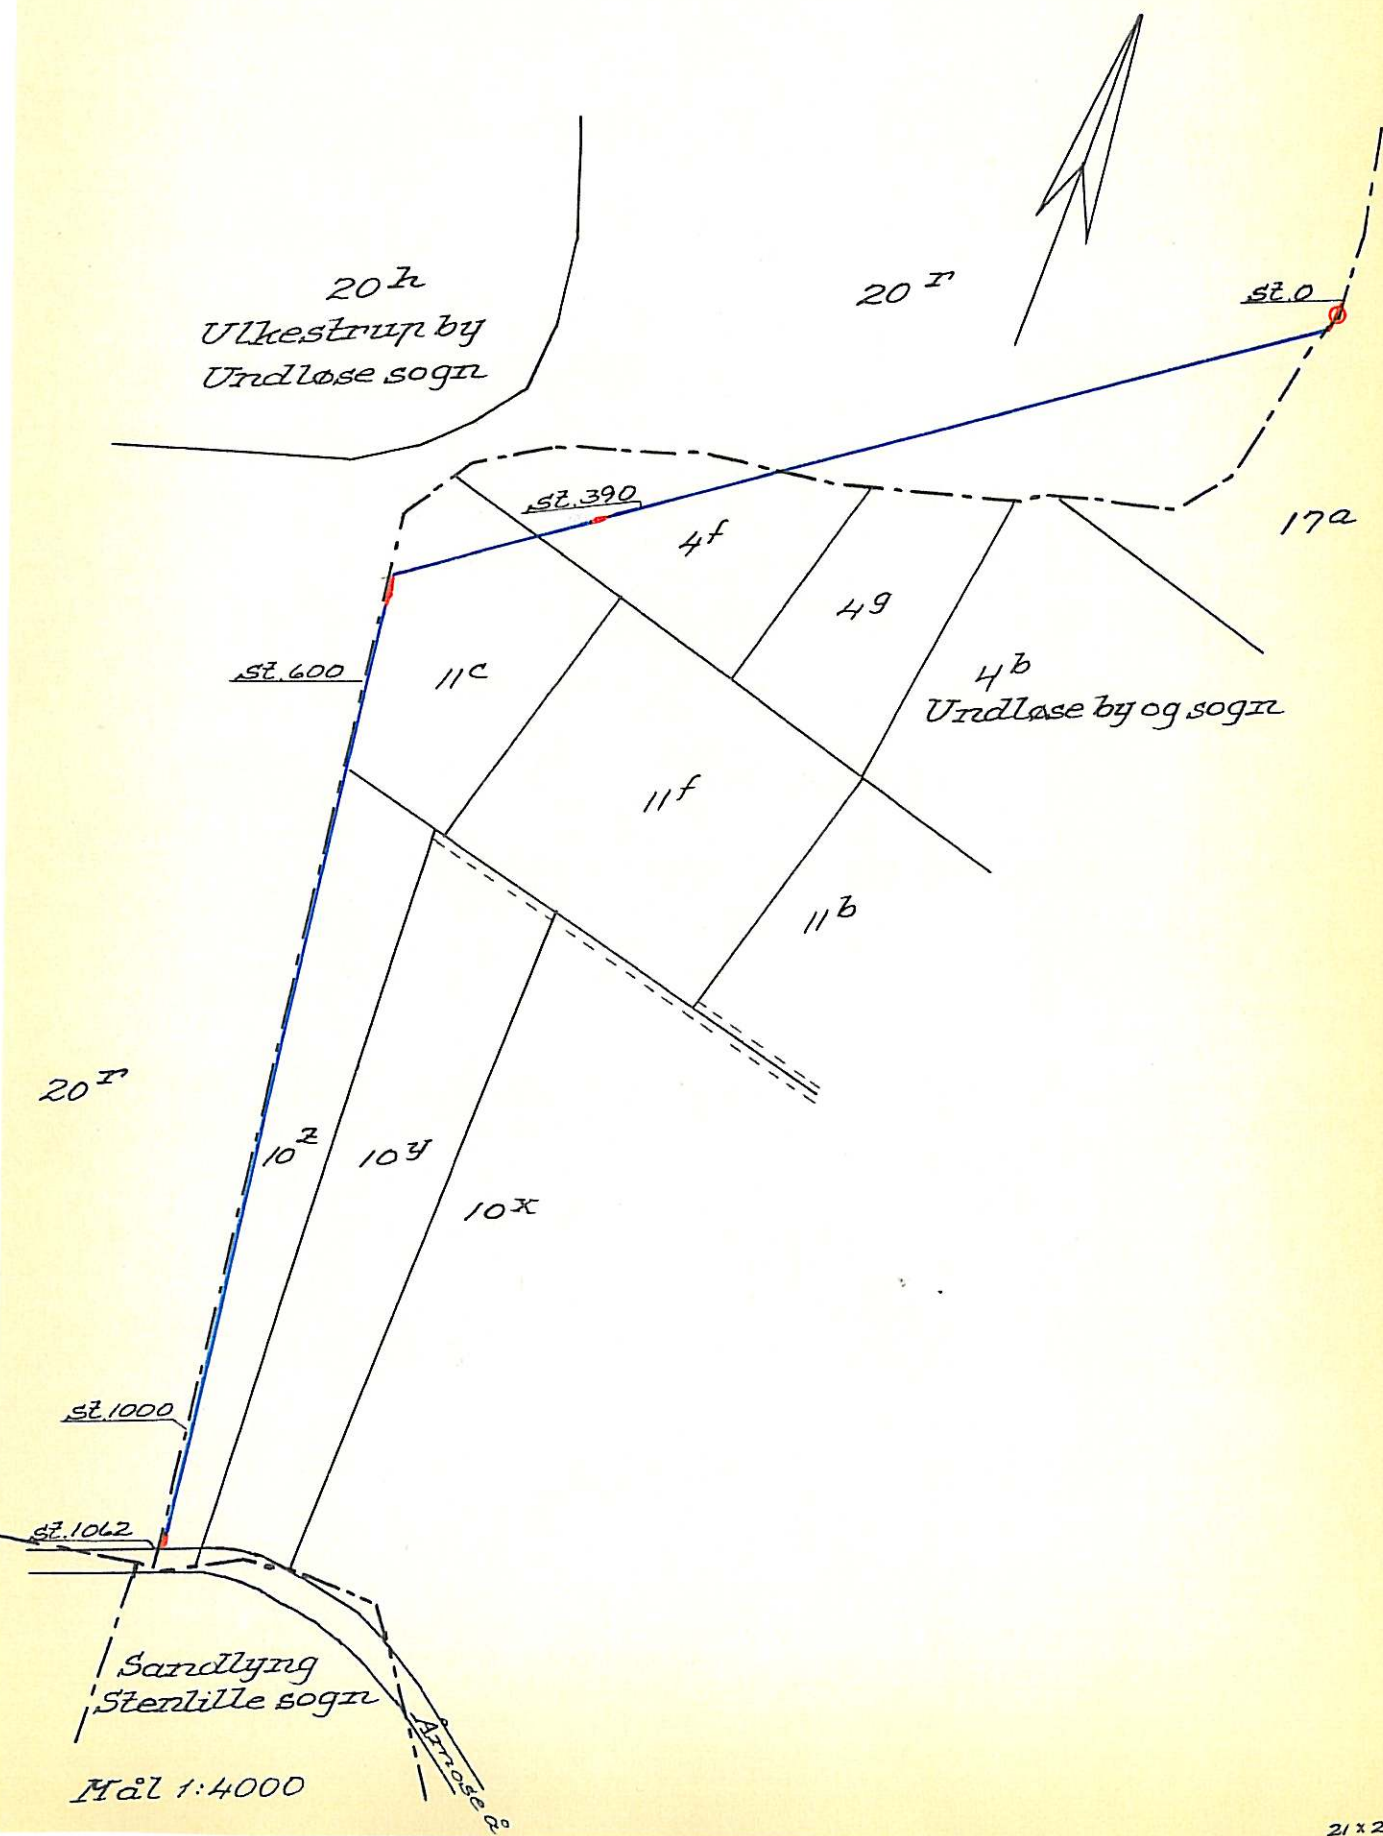 20h
Ulkestrup by
Undløse sogn
20r
st.0
st.390
4f
17a
4g
st.600
11c
4b
Undløse by og sogn
11f
11b
20r
10z
10y
10x
st.1000
st.1062
Sandlyng
Stenlille sogn
Åmose å
Mål 1:4000